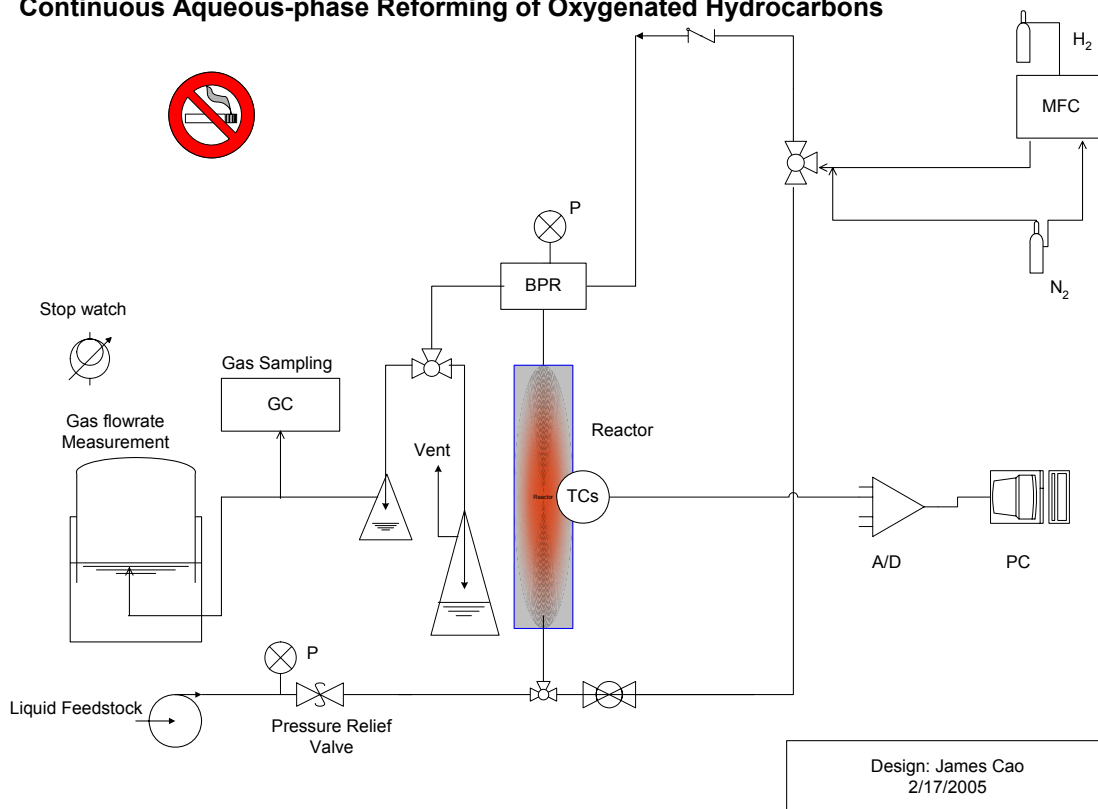 Continuous Aqueous-phase Reforming of Oxygenated Hydrocarbons
H2
MFC
P
BPR
N2
Stop watch
Gas Sampling
GC
Gas flowrate
Measurement
Reactor
Vent
Reactor
TCs
A/D
PC
P
Liquid Feedstock
Pressure Relief
Valve
Design: James Cao
2/17/2005